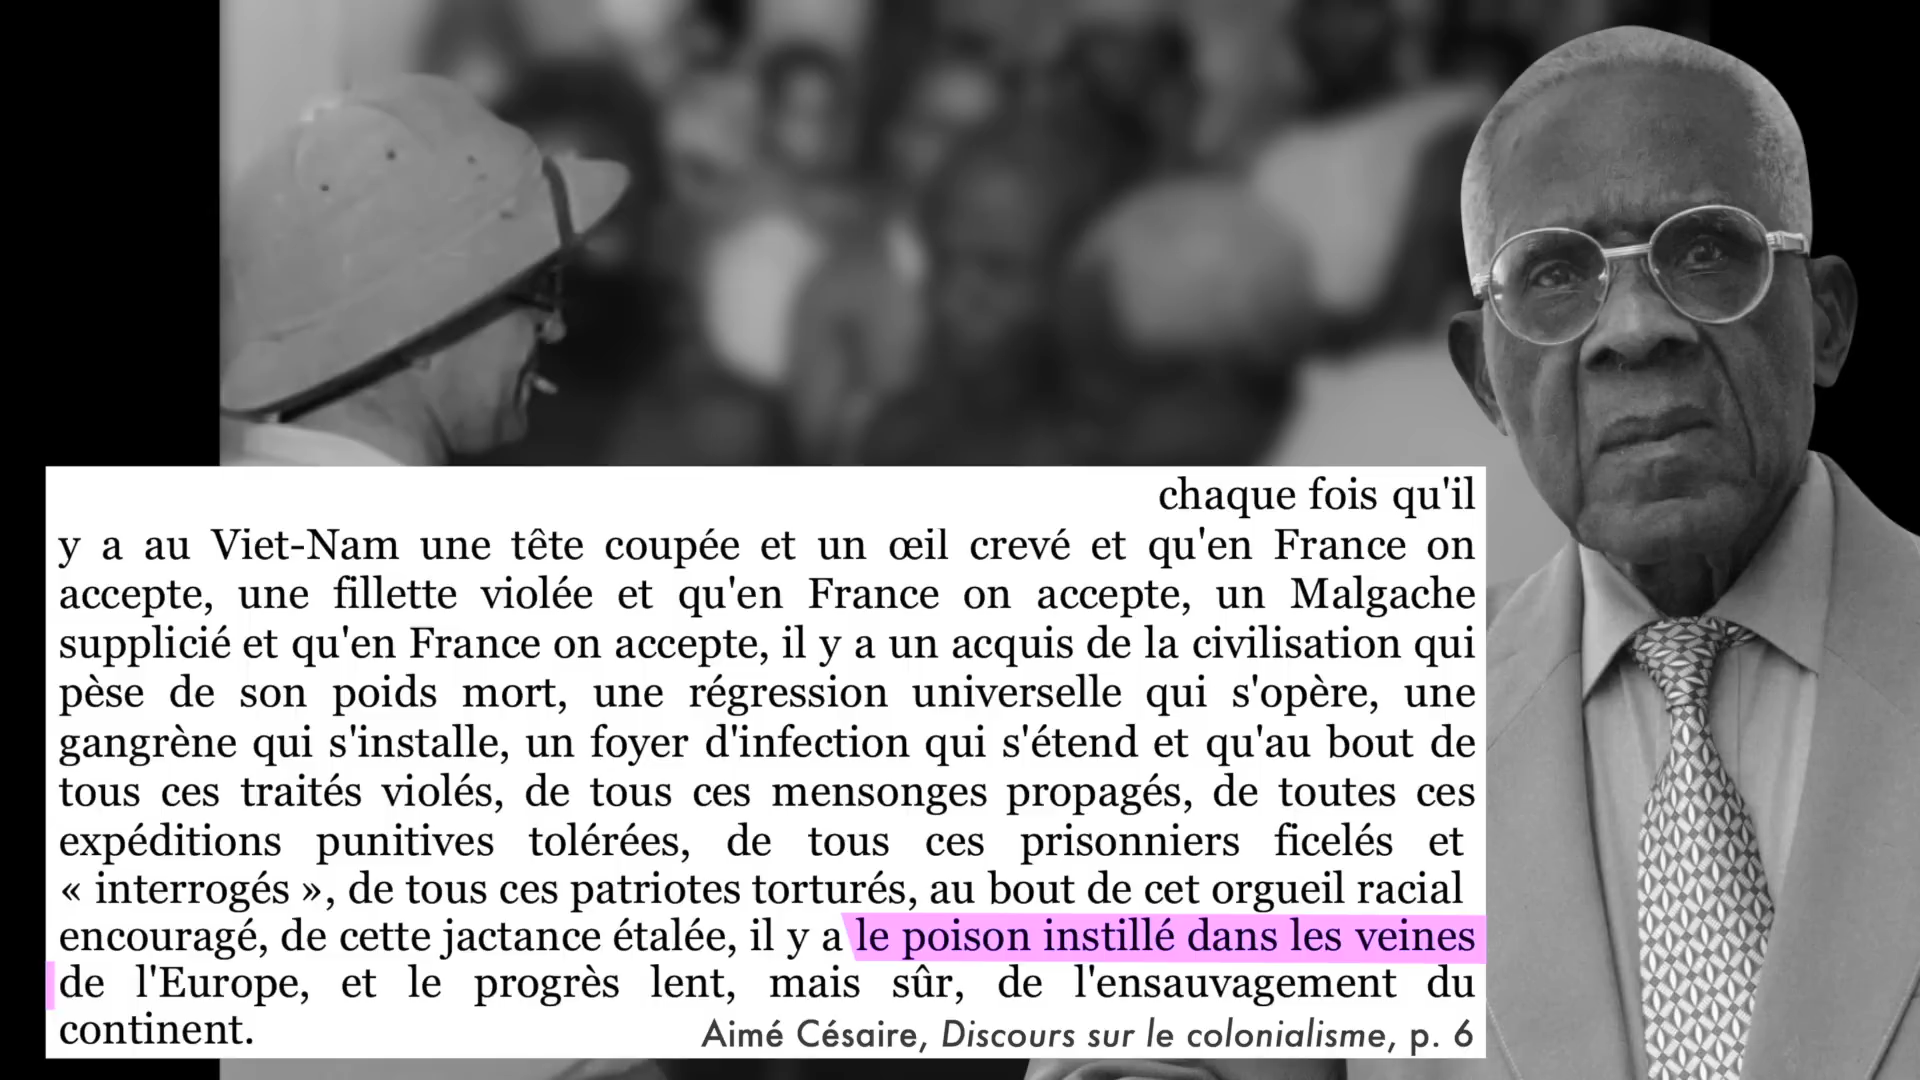 chaque fois qu'il
y a au Viet-Nam une tête coupée et un œil crevé et qu'en France on
accepte, une fillette violée et qu'en France on accepte, un Malgache
supplicié et qu'en France on accepte, il y a un acquis de la civilisation qui
pèse de son poids mort, une régression universelle qui s'opère, une
gangrène qui s'installe, un foyer d'infection qui s'étend et qu'au bout de
tous ces traités violés, de tous ces mensonges propagés, de toutes ces
expéditions punitives tolérées, de tous ces prisonniers ficelés et
« interrogés », de tous ces patriotes torturés, au bout de cet orgueil racial
encouragé, de cette jactance étalée, il y a le poison instillé dans les veines
de l'Europe, et le progrès lent, mais sûr, de l'ensauvagement du
continent.
Aimé Césaire, Discours sur le colonialisme, p. 6